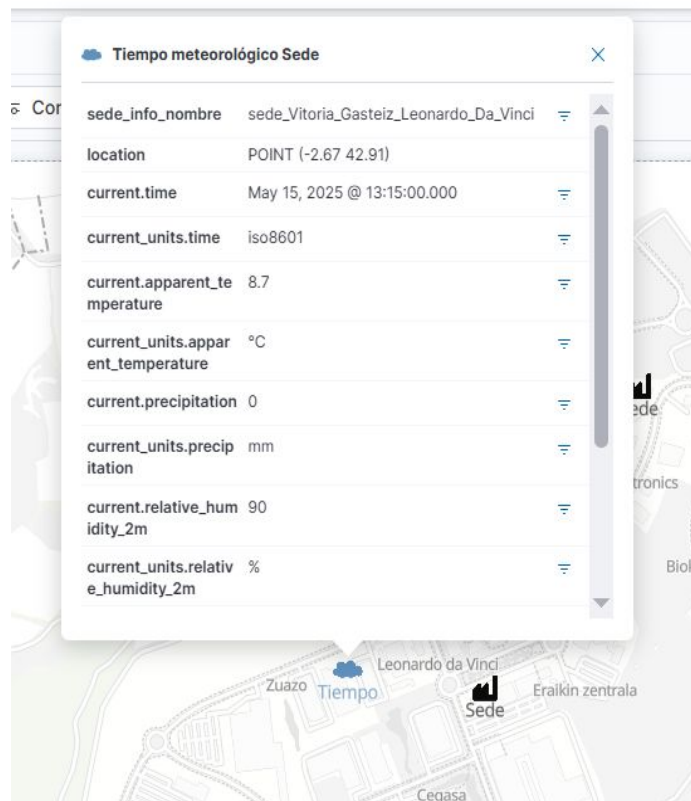 Tiempo meteorológico Sede
Cor
sede_info_nombre sede_Vitoria_Gasteiz_Leonardo_Da_Vinci
location POINT (-2.67 42.91)
current.time May 15, 2025 @ 13:15:00.000
current_units.time iso8601
current.apparent_te 8.7
mperature
current_units.appar °C
ent_temperature
current.precipitation 0
current_units.precip mm
itation
current.relative_hum 90
idity_2m
current_units.relativ %
e_humidity_2m
ede
tronics
Biol
Leonardo da Vinci
Zuazo
Tiempo
Sede
Eraikin zentrala
Cegasa